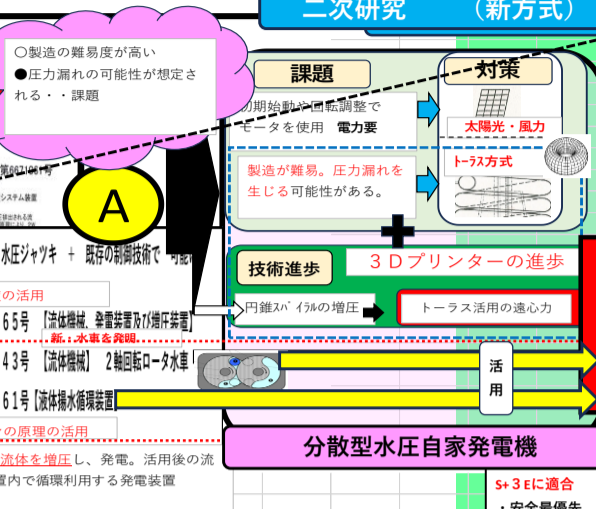 二次研究 （新方式）
〇製造の難易度が高い
●圧力漏れの可能性が想定さ
れる・・課題
課題
対策
初期始動や回転調整で
モータを使用 電力要
太陽光・風力
ﾄｰﾗｽ方式
製造が難易。圧力漏れを
生じる可能性がある。
システム装置
A
水圧ジャツキ + 既存の制御技術で 可能
技術進歩
３Dプリンターの進歩
の活用
円錐ｽﾊﾟｲﾗﾙの増圧
トーラス活用の遠心力
６５号 【流体機械、発電装置及び増圧装置】
新：水車を発明
４３号 【流体機械】 ２軸回転ロータ水車
活用
６１号【液体揚水循環装置】
の原理の活用
分散型水圧自家発電機
流体を増圧し、発電。活用後の流
置内で循環利用する発電装置
S+３Eに適合
・安全最優先